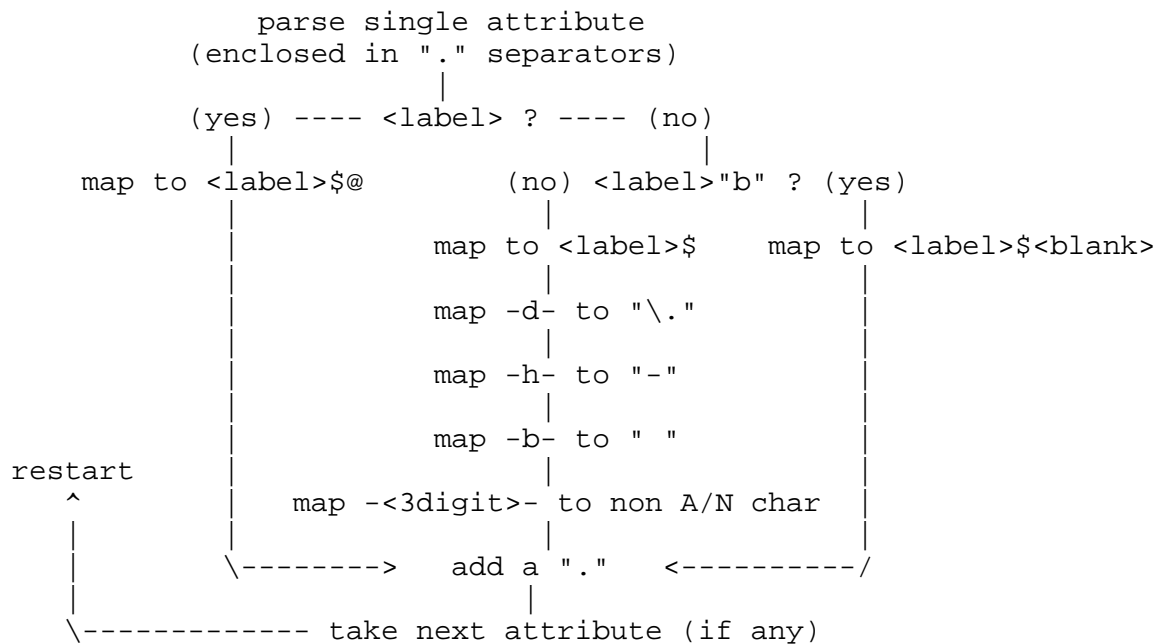 parse single attribute
(enclosed in "." separators)
|
(yes) ---- <label> ? ---- (no)
| |
map to <label>$@ (no) <label>"b" ? (yes)
| | |
| map to <label>$ map to <label>$<blank>
| | |
| map -d- to "\." |
| | |
| map -h- to "-" |
| | |
| map -b- to " " |
restart | | |
^ | map -<3digit>- to non A/N char |
| | | |
| \--------> add a "." <----------/
| |
\------------- take next attribute (if any)